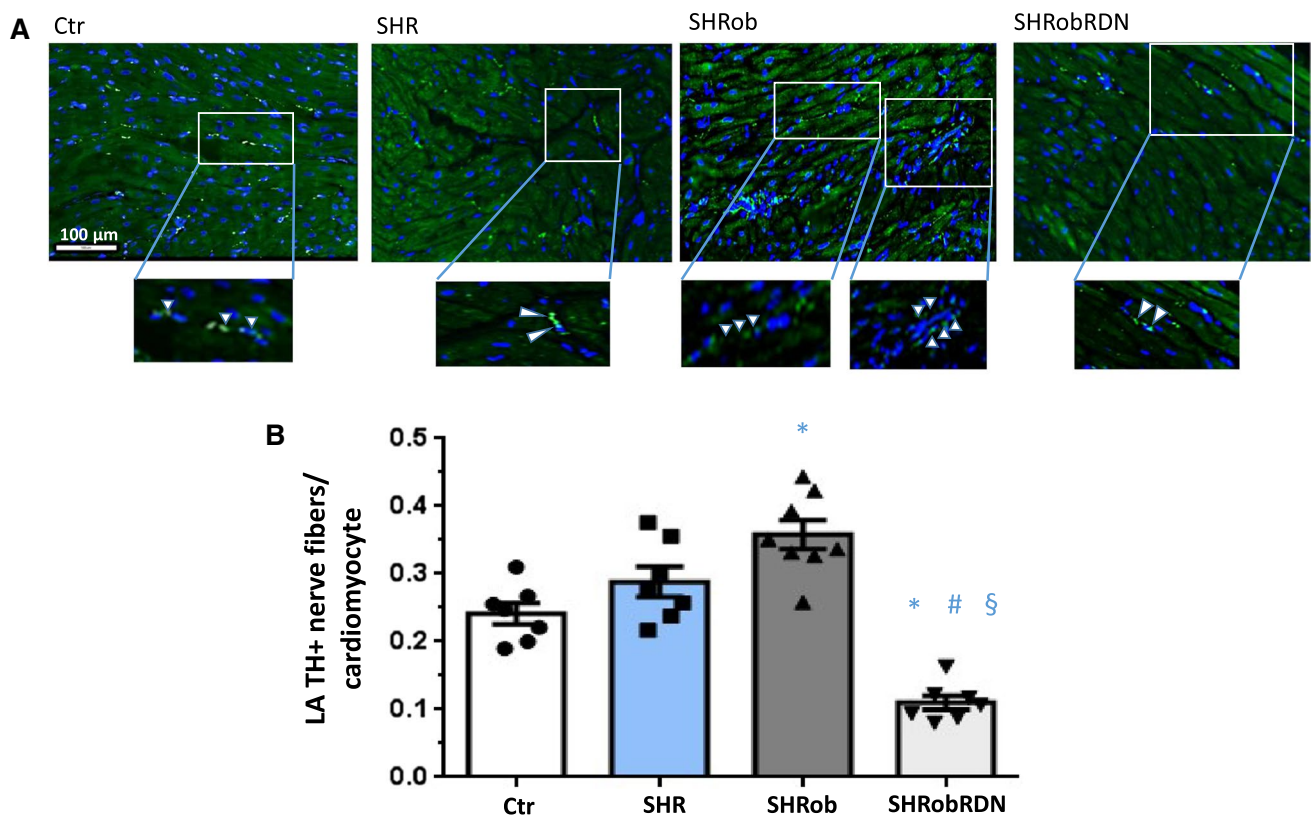 A
Ctr
SHR
SHRob
SHRobRDN
100 µm
B
LA TH+ nerve fibers/
cardiomyocyte
0.5
0.4
0.3
0.2
0.1
0.0
*
* # §
Ctr
SHR
SHRob
SHRobRDN